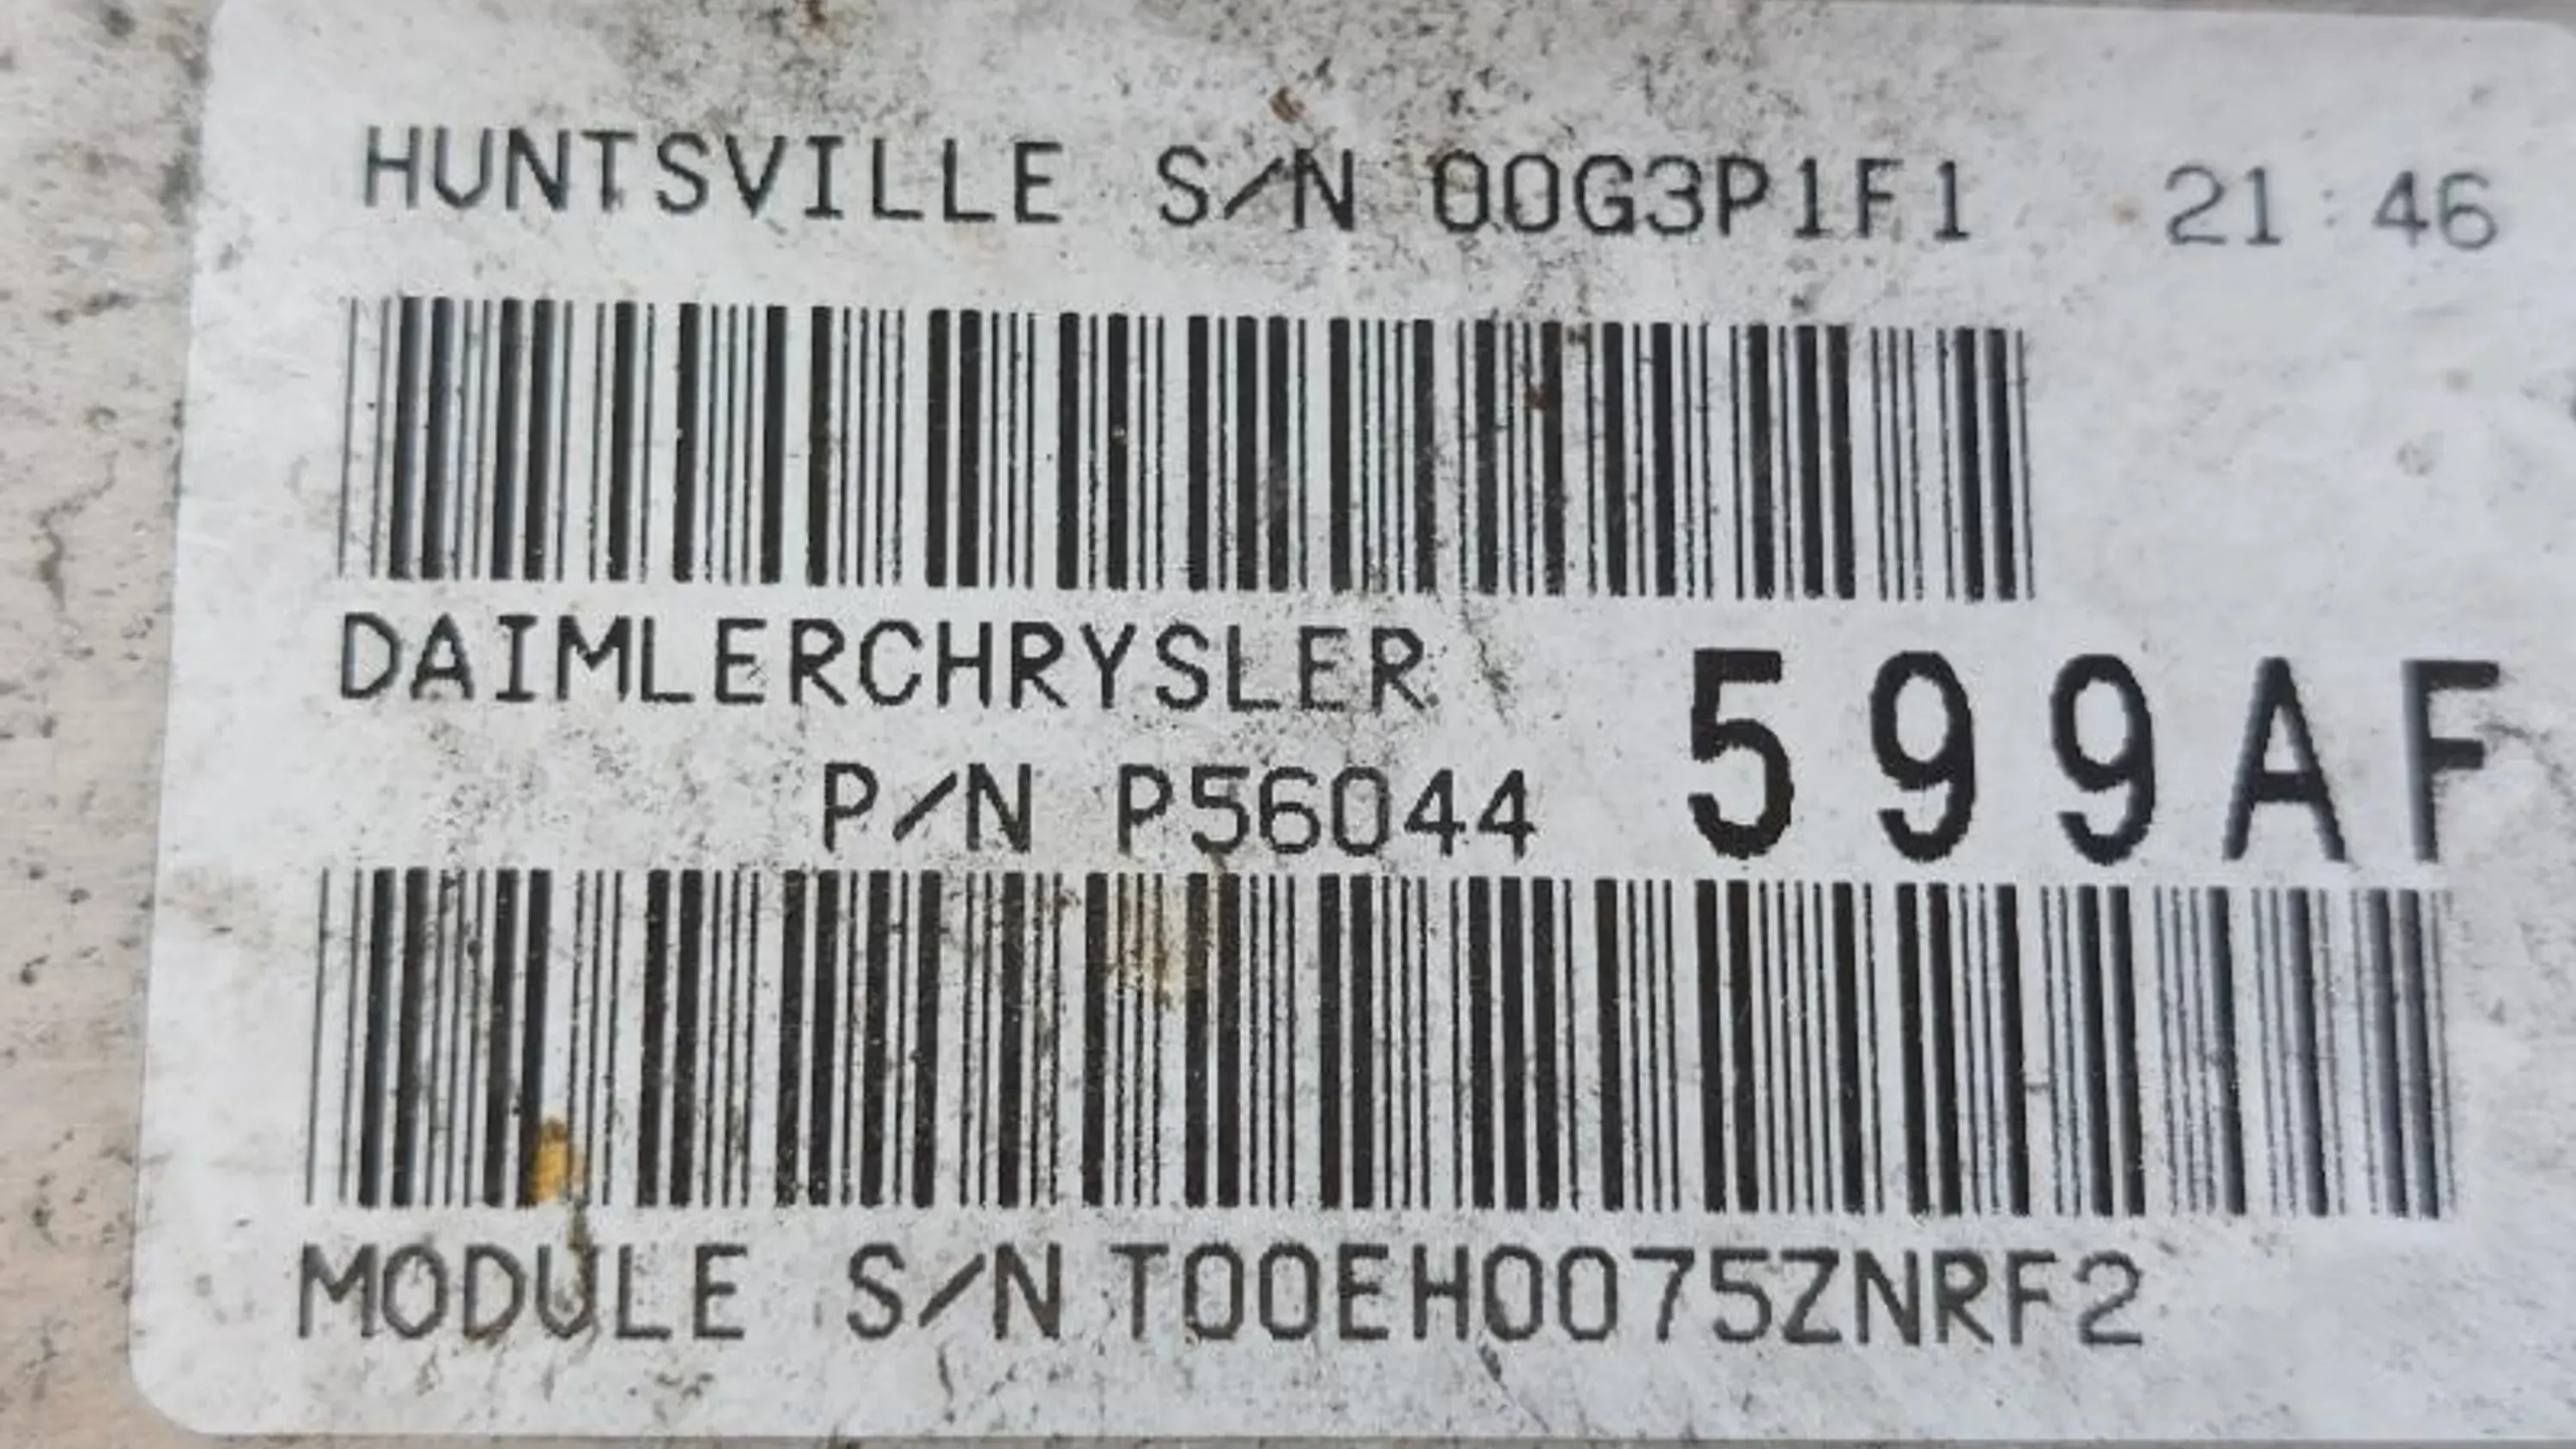 HUNTSVILLE S/N 00G3P1F1 21:46
DAIMLERCHRYSLER
P/N P56044 599AF
MODULE S/N T00EH0075ZNRF2